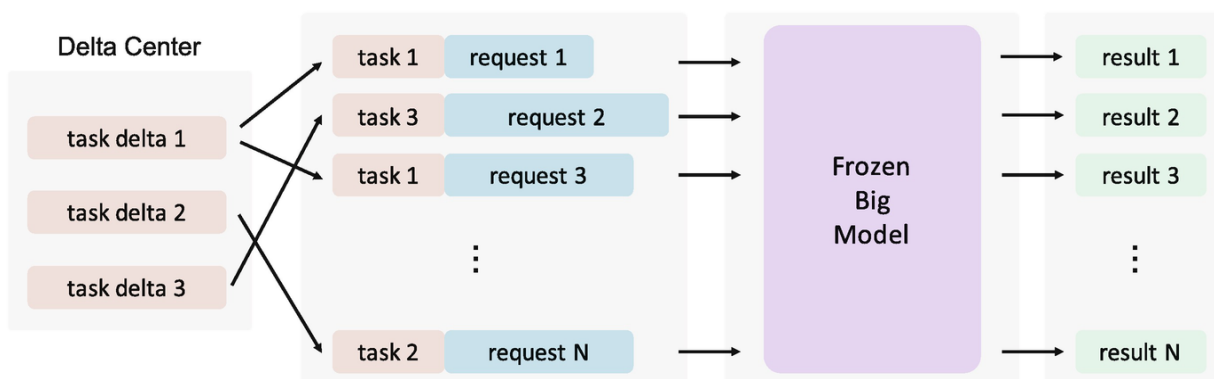 Delta Center
task delta 1
task delta 2
task delta 3
task 1 request 1
task 3 request 2
task 1 request 3
⋮
task 2 request N
Frozen
Big
Model
result 1
result 2
result 3
⋮
result N